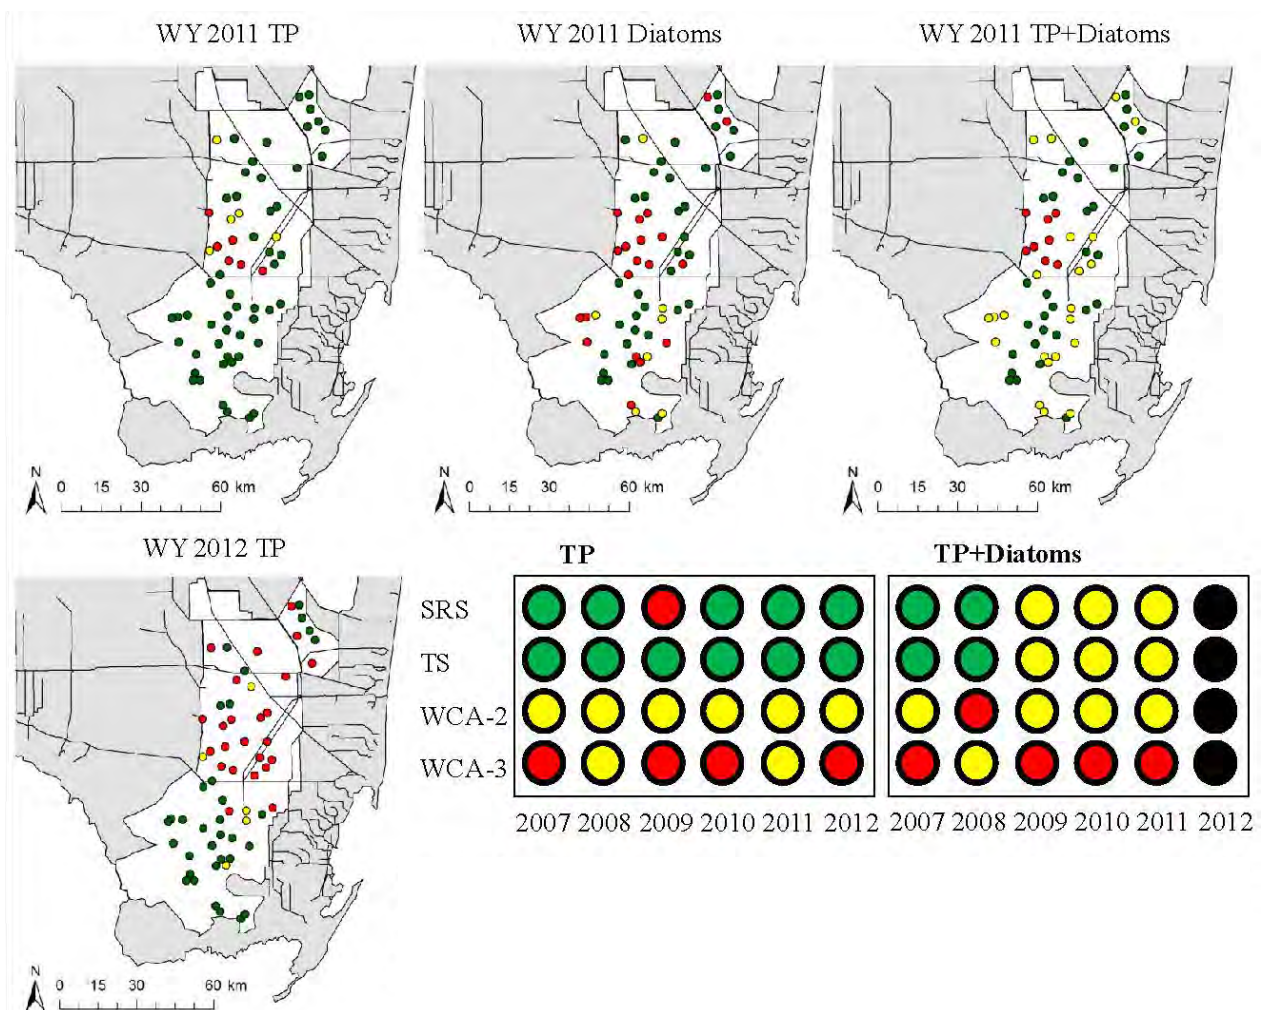 WY 2011 TP
WY 2011 Diatoms
WY 2011 TP+Diatoms
N
0 15 30 60 km
N
0 15 30 60 km
N
0 15 30 60 km
WY 2012 TP
TP
TP+Diatoms
SRS
TS
WCA-2
WCA-3
2007 2008 2009 2010 2011 2012
2007 2008 2009 2010 2011 2012
N
0 15 30 60 km